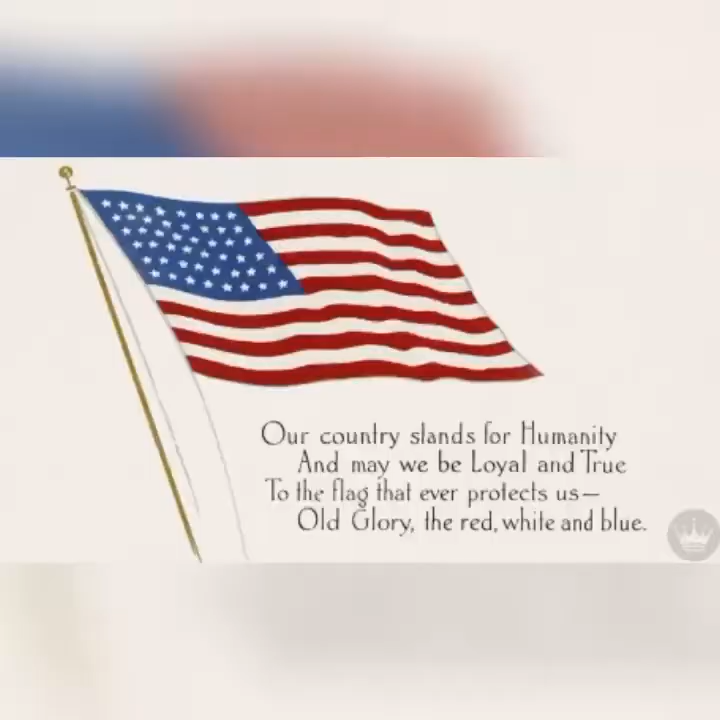 Our country stands for Humanity
And may we be Loyal and True
To the flag that ever protects us—
Old Glory, the red, white and blue.